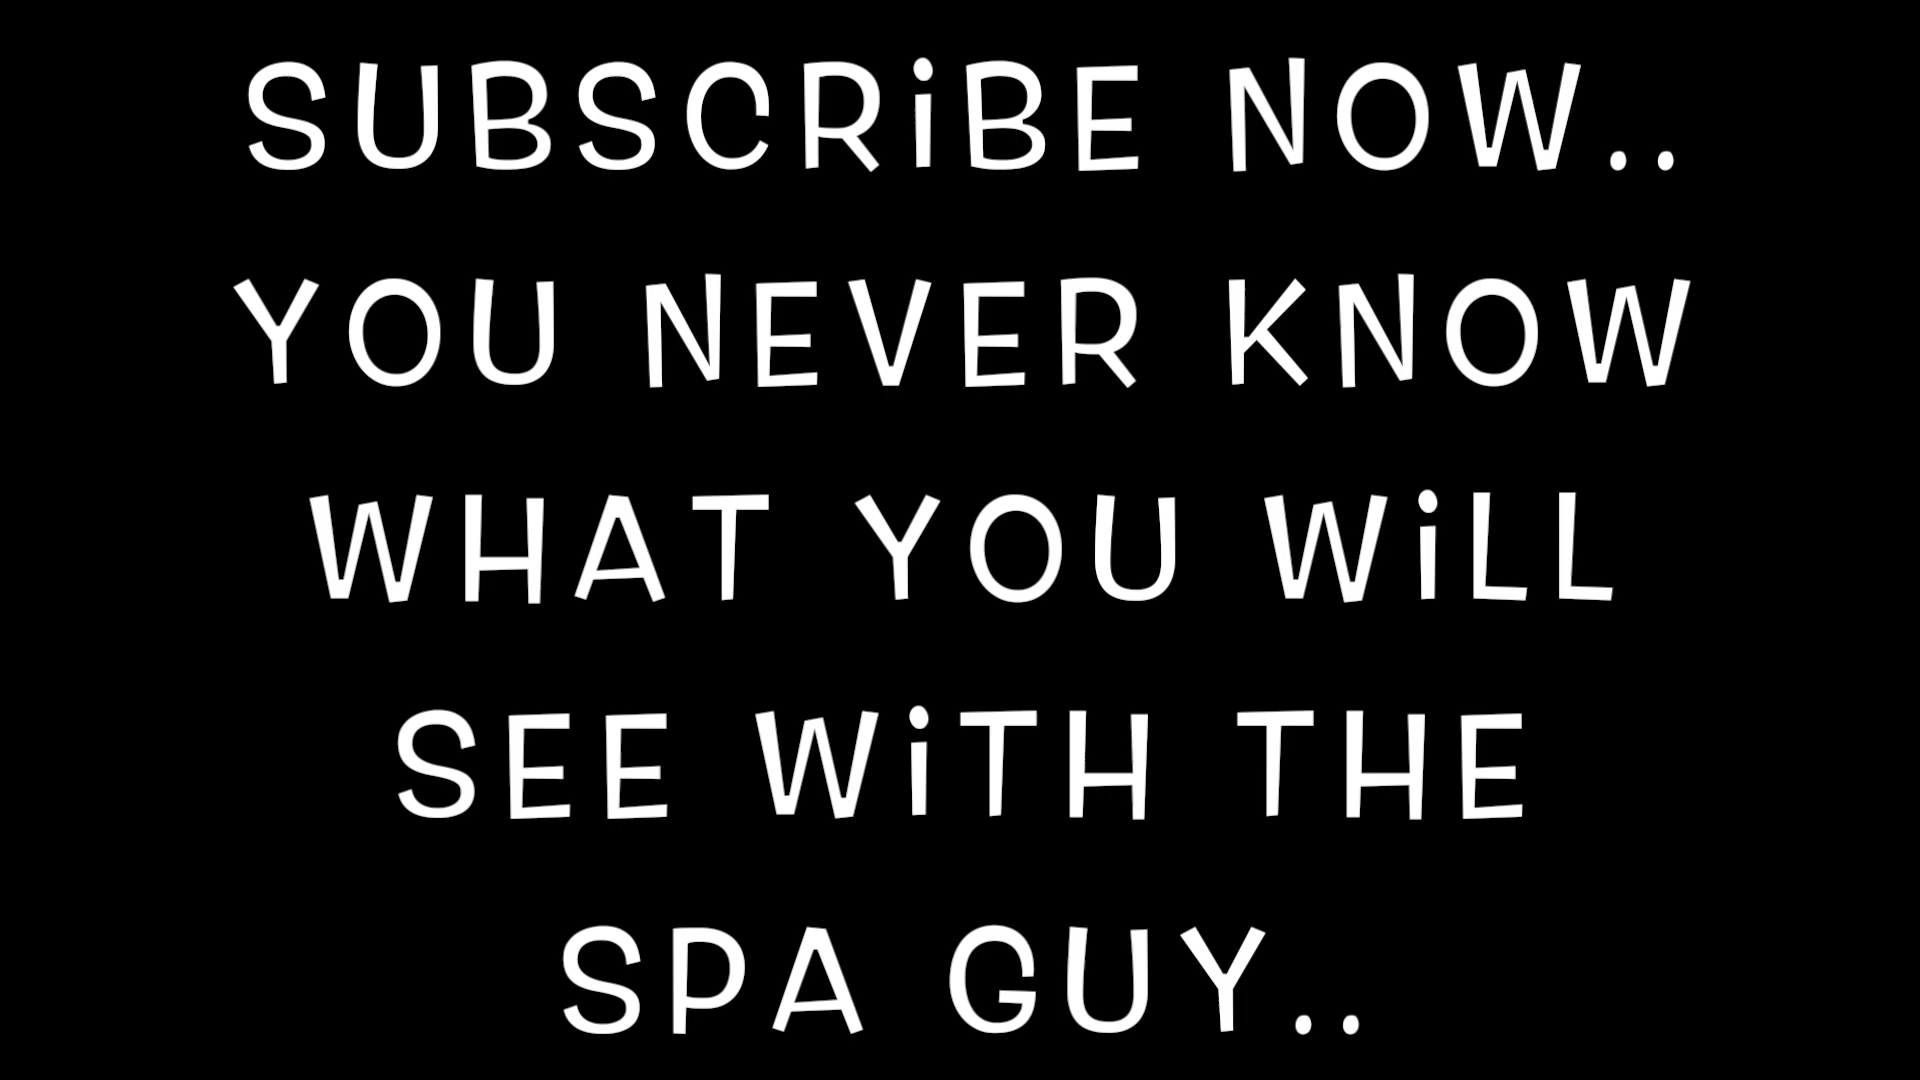 SUBSCRiBE NOW..
YOU NEVER KNOW
WHAT YOU WiLL
SEE WiTH THE
SPA GUY..